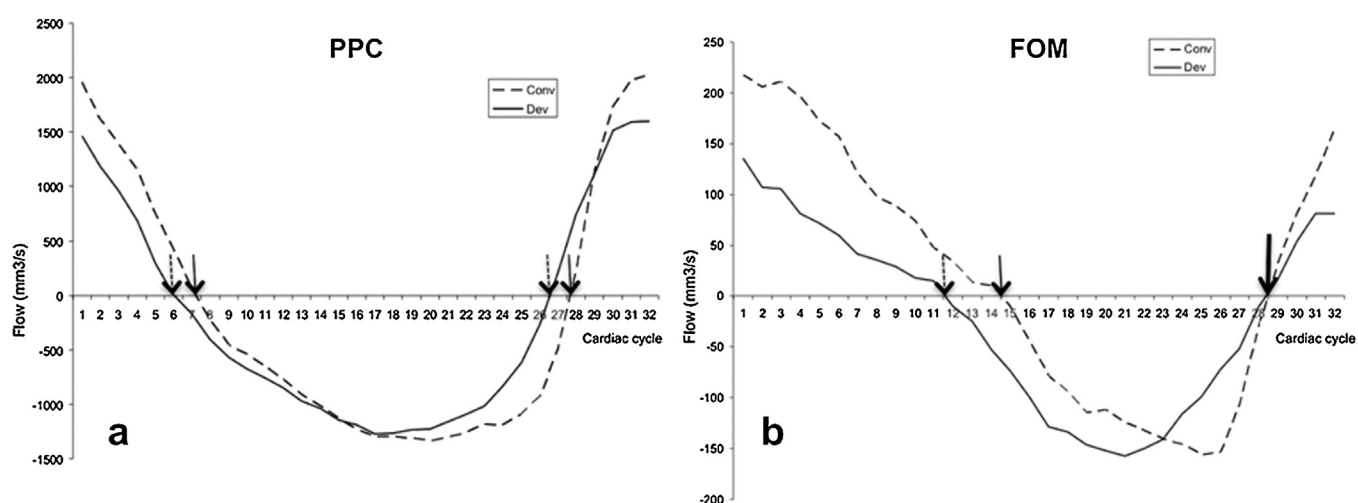 PPC
2500
2000
1500
1000
500
0
-500
-1000
-1500
Flow (mm3/s)
Conv
Dev
1 2 3 4 5 6 7 8 9 10 11 12 13 14 15 16 17 18 19 20 21 22 23 24 25 26 27 28 29 30 31 32
Cardiac cycle
a
FOM
250
200
150
100
50
0
-50
-100
-150
-200
Flow (mm3/s)
Conv
Dev
1 2 3 4 5 6 7 8 9 10 11 12 13 14 15 16 17 18 19 20 21 22 23 24 25 26 27 28 29 30 31 32
Cardiac cycle
b